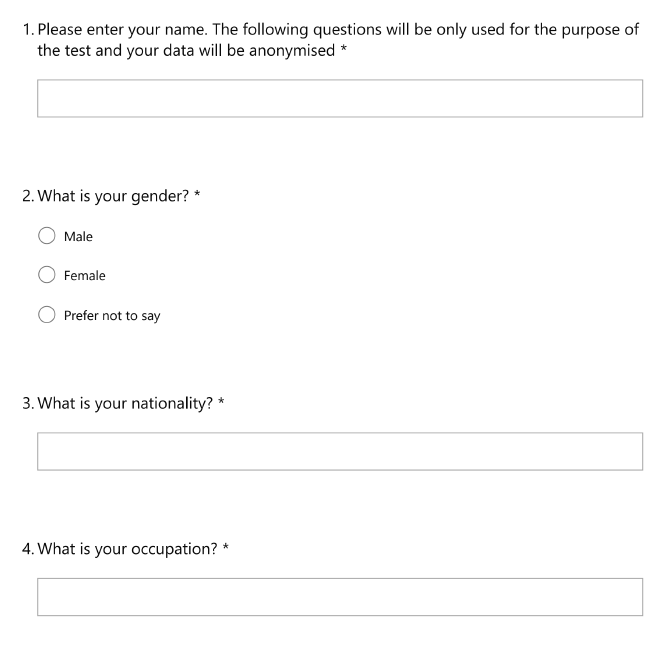 1. Please enter your name. The following questions will be only used for the purpose of
the test and your data will be anonymised *
2. What is your gender? *
Male
Female
Prefer not to say
3. What is your nationality? *
4. What is your occupation? *